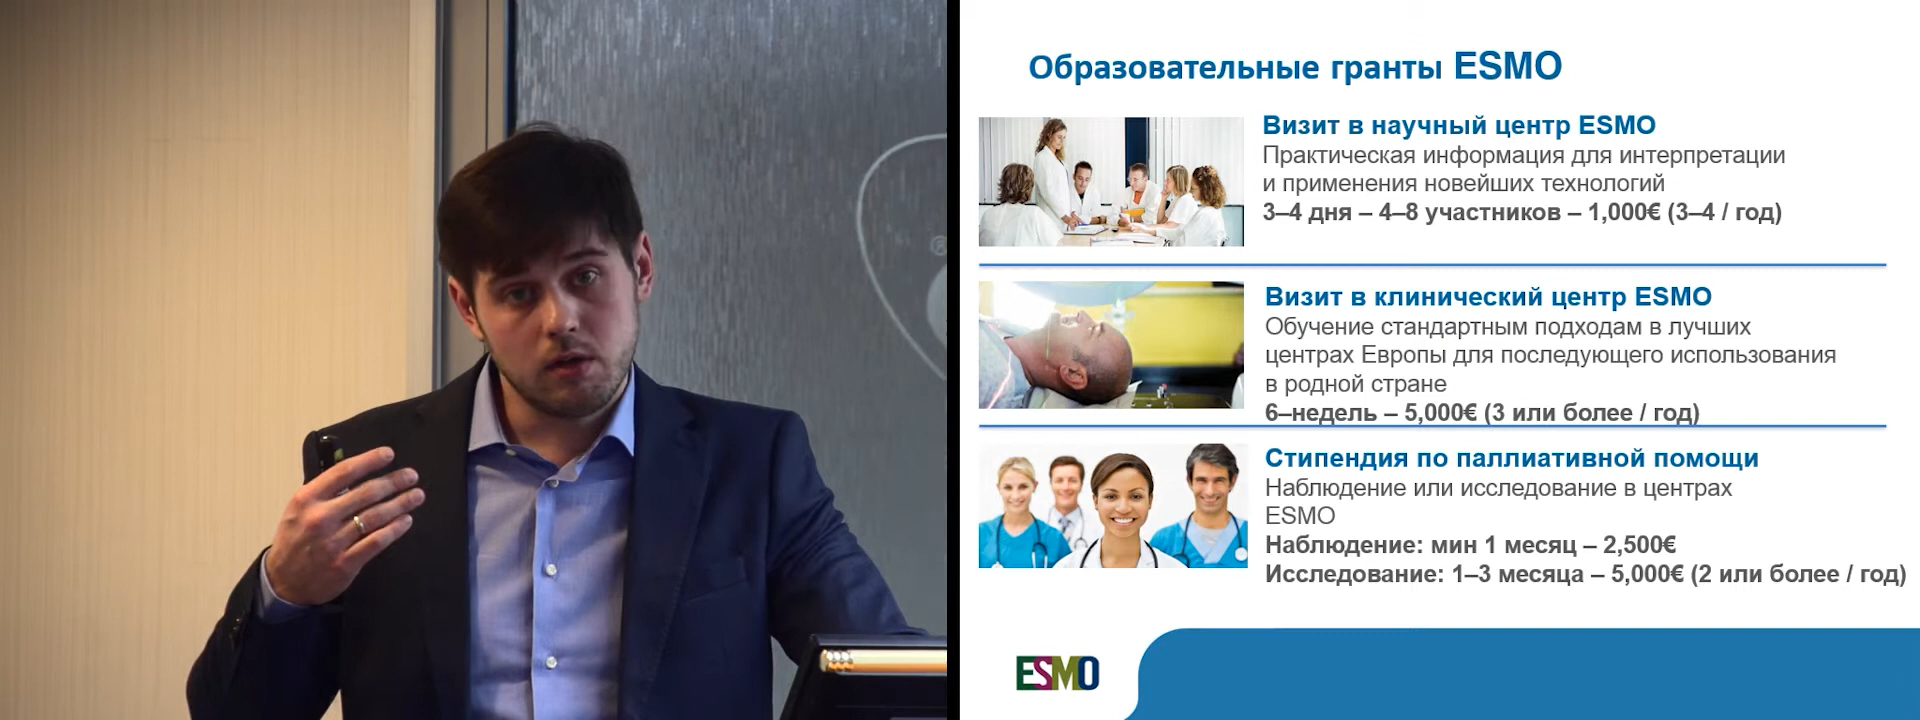 Образовательные гранты ESMO
Визит в научный центр ESMO
Практическая информация для интерпретации
и применения новейших технологий
3–4 дня – 4–8 участников – 1,000€ (3–4 / год)
Визит в клинический центр ESMO
Обучение стандартным подходам в лучших
центрах Европы для последующего использования
в родной стране
6–недель – 5,000€ (3 или более / год)
Стипендия по паллиативной помощи
Наблюдение или исследование в центрах
ESMO
Наблюдение: мин 1 месяц – 2,500€
Исследование: 1–3 месяца – 5,000€ (2 или более / год)
ESMO
®